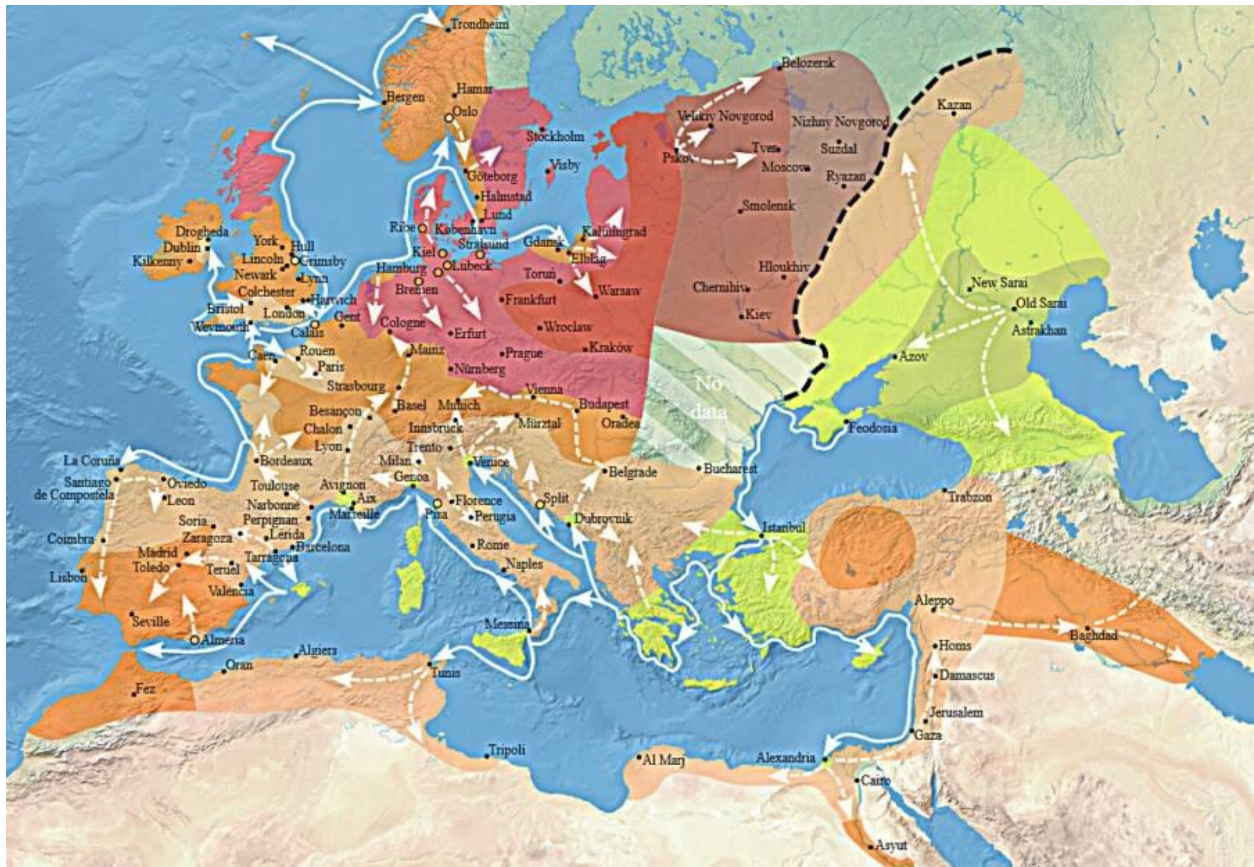 Trondheim
Bergen
Hamar
Oslo
Stockholm
Göteborg
Visby
Halmstad
Lund
København
Ribe
Belozersk
Velikiy Novgorod
Nizhny Novgorod
Pskov
Tver
Suzdal
Moscow
Ryazan
Smolensk
Kazan
Hloukhiv
Chernihiv
Kiev
New Sarai
Old Sarai
Astrakhan
Azov
Feodosia
Drogheda
Dublin
Kilkenny
York
Hull
Lincoln
Grimsby
Newark
Lynn
Colchester
Harwich
Bristol
London
Weymouth
Calais
Gent
Kiel
Stralsund
Hamburg
Lübeck
Bremen
Gdansk
Kaliningrad
Elbląg
Toruń
Warsaw
Frankfurt
Wroclaw
Kraków
Cologne
Erfurt
Prague
Mainz
Nürnberg
Caen
Rouen
Paris
Strasbourg
Besançon
Basel
Munich
Vienna
Budapest
Oradea
Innsbruck
Mürztal
No
data
Chalon
Lyon
Trento
Milan
Venice
Genoa
Belgrade
Bucharest
La Coruña
Santiago
de Compostela
Oviedo
Leon
Bordeaux
Toulouse
Avignon
Aix
Narbonne
Marseille
Perpignan
Pisa
Florence
Perugia
Split
Dubrovnik
Istanbul
Trabzon
Soria
Zaragoza
Lérida
Barcelona
Coimbra
Madrid
Toledo
Tarragona
Teruel
Lisbon
Valencia
Seville
Almeria
Rome
Naples
Messina
Aleppo
Baghdad
Homs
Damascus
Jerusalem
Gaza
Fez
Oran
Algiers
Tunis
Tripoli
Al Marj
Alexandria
Cairo
Asyut